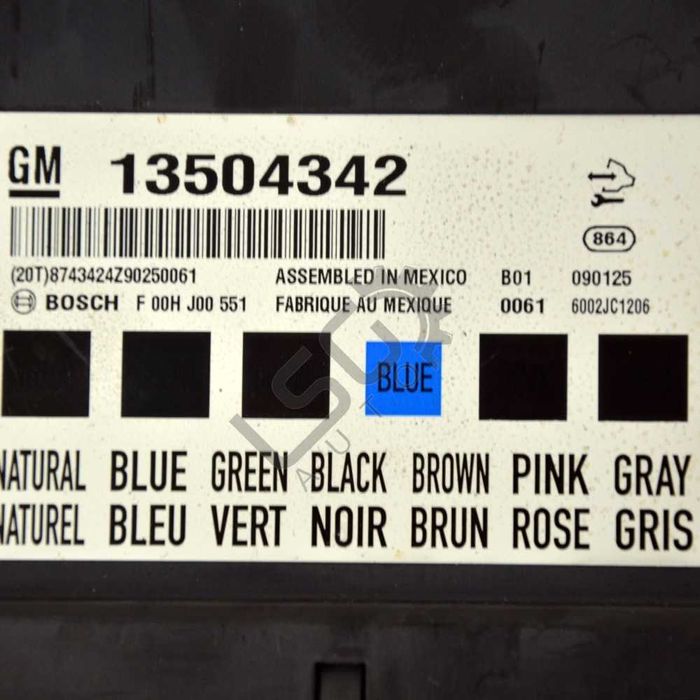 GM 13504342
864
(20T)8743424Z90250061 ASSEMBLED IN MEXICO B01 090125
BOSCH F 00H J00 551 FABRIQUE AU MEXIQUE 0061 6002JC1206
BLUE
NATURAL BLUE GREEN BLACK BROWN PINK GRAY
NATUREL BLEU VERT NOIR BRUN ROSE GRIS
AUTO